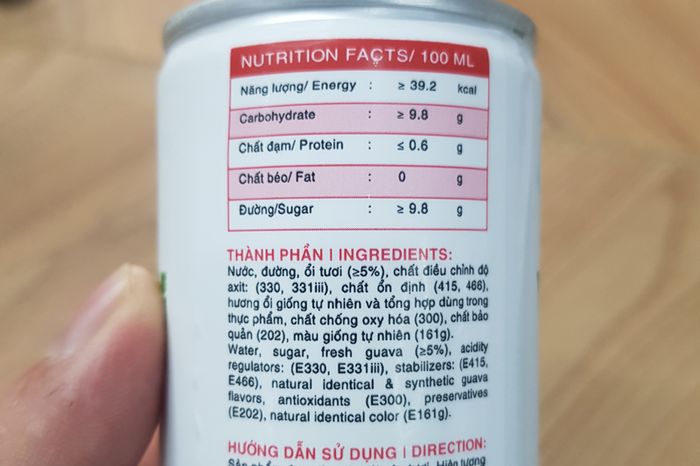 NUTRITION FACTS/ 100 ML
Năng lượng/ Energy : ≥ 39.2 kcal
Carbohydrate : ≥ 9.8 g
Chất đạm/ Protein : ≤ 0.6 g
Chất béo/ Fat : 0 g
Đường/Sugar : ≥ 9.8 g
THÀNH PHẦN I INGREDIENTS:
Nước, đường, ổi tươi (≥5%), chất điều chỉnh độ
axit: (330, 331iii), chất ổn định (415, 466),
hương ổi giống tự nhiên và tổng hợp dùng trong
thực phẩm, chất chống oxy hóa (300), chất bảo
quản (202), màu giống tự nhiên (161g).
Water, sugar, fresh guava (≥5%), acidity
regulators: (E330, E331iii), stabilizers: (E415,
E466), natural identical & synthetic guava
flavors, antioxidants (E300), preservatives
(E202), natural identical color (E161g).
HƯỚNG DẪN SỬ DỤNG I DIRECTION: